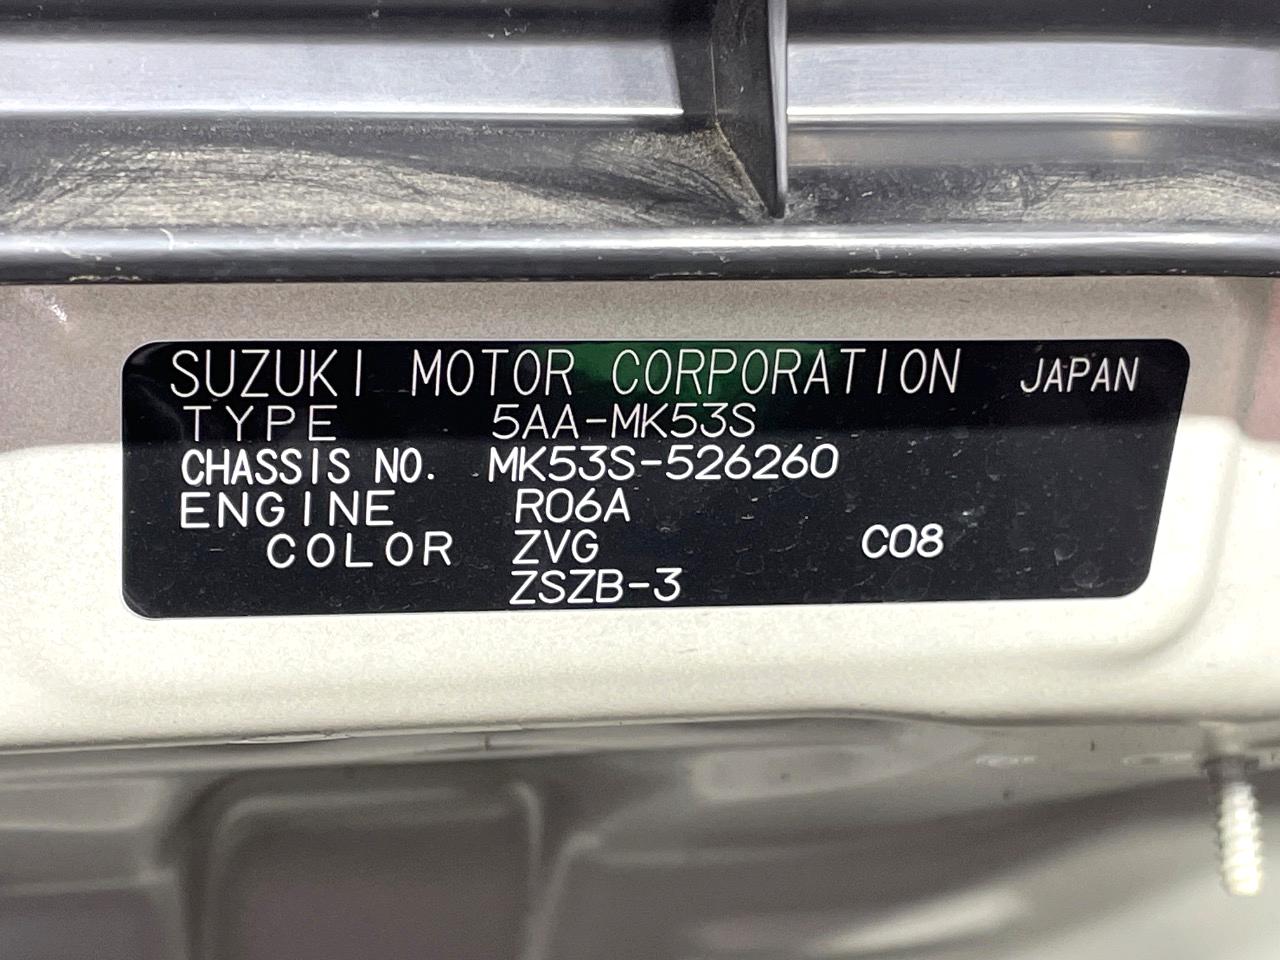 SUZUKI MOTOR CORPORATION JAPAN
TYPE 5AA-MK53S
CHASSIS NO. MK53S-526260
ENGINE R06A
COLOR ZVG C08
ZSZB-3